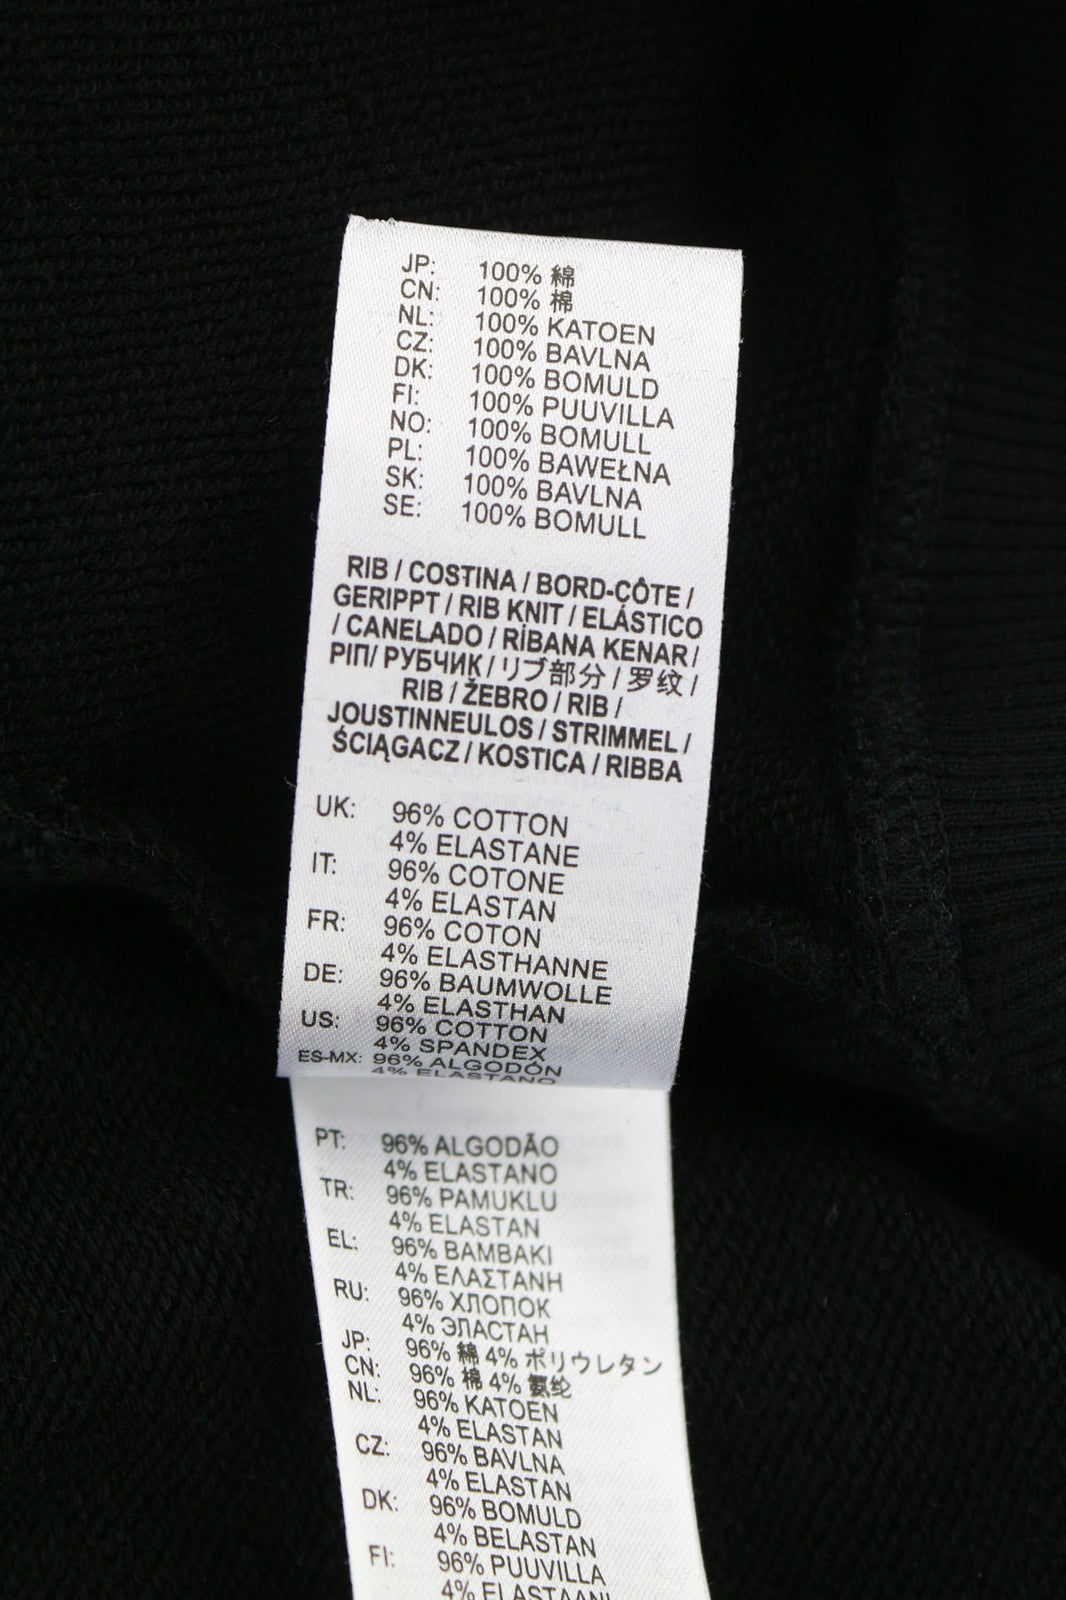 JP: 100% 綿
CN: 100% 棉
NL: 100% KATOEN
CZ: 100% BAVLNA
DK: 100% BOMULD
FI: 100% PUUVILLA
NO: 100% BOMULL
PL: 100% BAWEŁNA
SK: 100% BAVLNA
SE: 100% BOMULL
RIB / COSTINA / BORD-CÔTE /
GERIPPT / RIB KNIT / ELÁSTICO
/ CANELADO / RİBANA KENAR /
ΡΙΠ/ РУБЧИК / リブ部分 / 罗纹 /
RIB / ŽEBRO / RIB /
JOUSTINNEULOS / STRIMMEL /
ŚCIĄGACZ / KOSTICA / RIBBA
UK: 96% COTTON
4% ELASTANE
IT: 96% COTONE
4% ELASTAN
FR: 96% COTON
4% ELASTHANNE
DE: 96% BAUMWOLLE
4% ELASTHAN
US: 96% COTTON
4% SPANDEX
ES-MX: 96% ALGODÓN
4% ELASTANO
PT: 96% ALGODÃO
4% ELASTANO
TR: 96% PAMUKLU
4% ELASTAN
EL: 96% ΒΑΜΒΑΚΙ
4% ΕΛΑΣΤΑΝΗ
RU: 96% ХЛОПОК
4% ЭЛАСТАН
JP: 96% 綿 4% ポリウレタン
CN: 96% 棉 4% 氨纶
NL: 96% KATOEN
4% ELASTAN
CZ: 96% BAVLNA
4% ELASTAN
DK: 96% BOMULD
4% BELASTAN
FI: 96% PUUVILLA
4% ELASTAANI